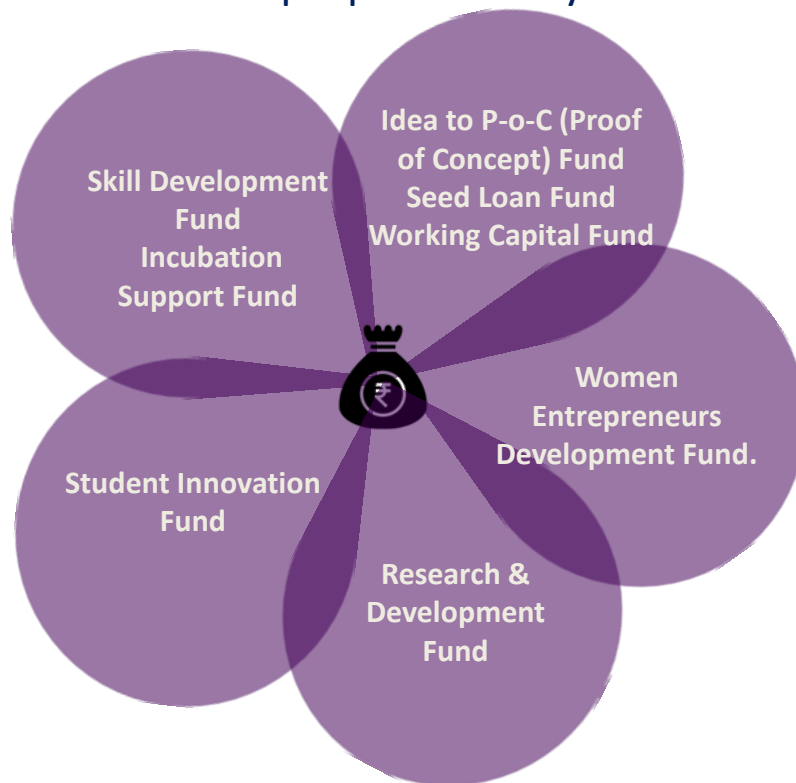 Idea to P-o-C (Proof
of Concept) Fund
Seed Loan Fund
Working Capital Fund
Skill Development
Fund
Incubation
Support Fund
Women
Entrepreneurs
Development Fund.
Student Innovation
Fund
Research &
Development
Fund
₹